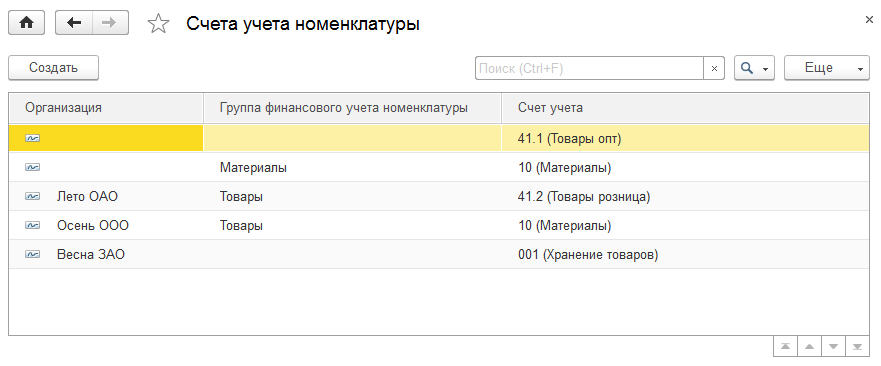 Счета учета номенклатуры
Создать
Поиск (Ctrl+F)
Еще
Организация Группа финансового учета номенклатуры Счет учета
41.1 (Товары опт)
Материалы 10 (Материалы)
Лето ОАО Товары 41.2 (Товары розница)
Осень ООО Товары 10 (Материалы)
Весна ЗАО 001 (Хранение товаров)